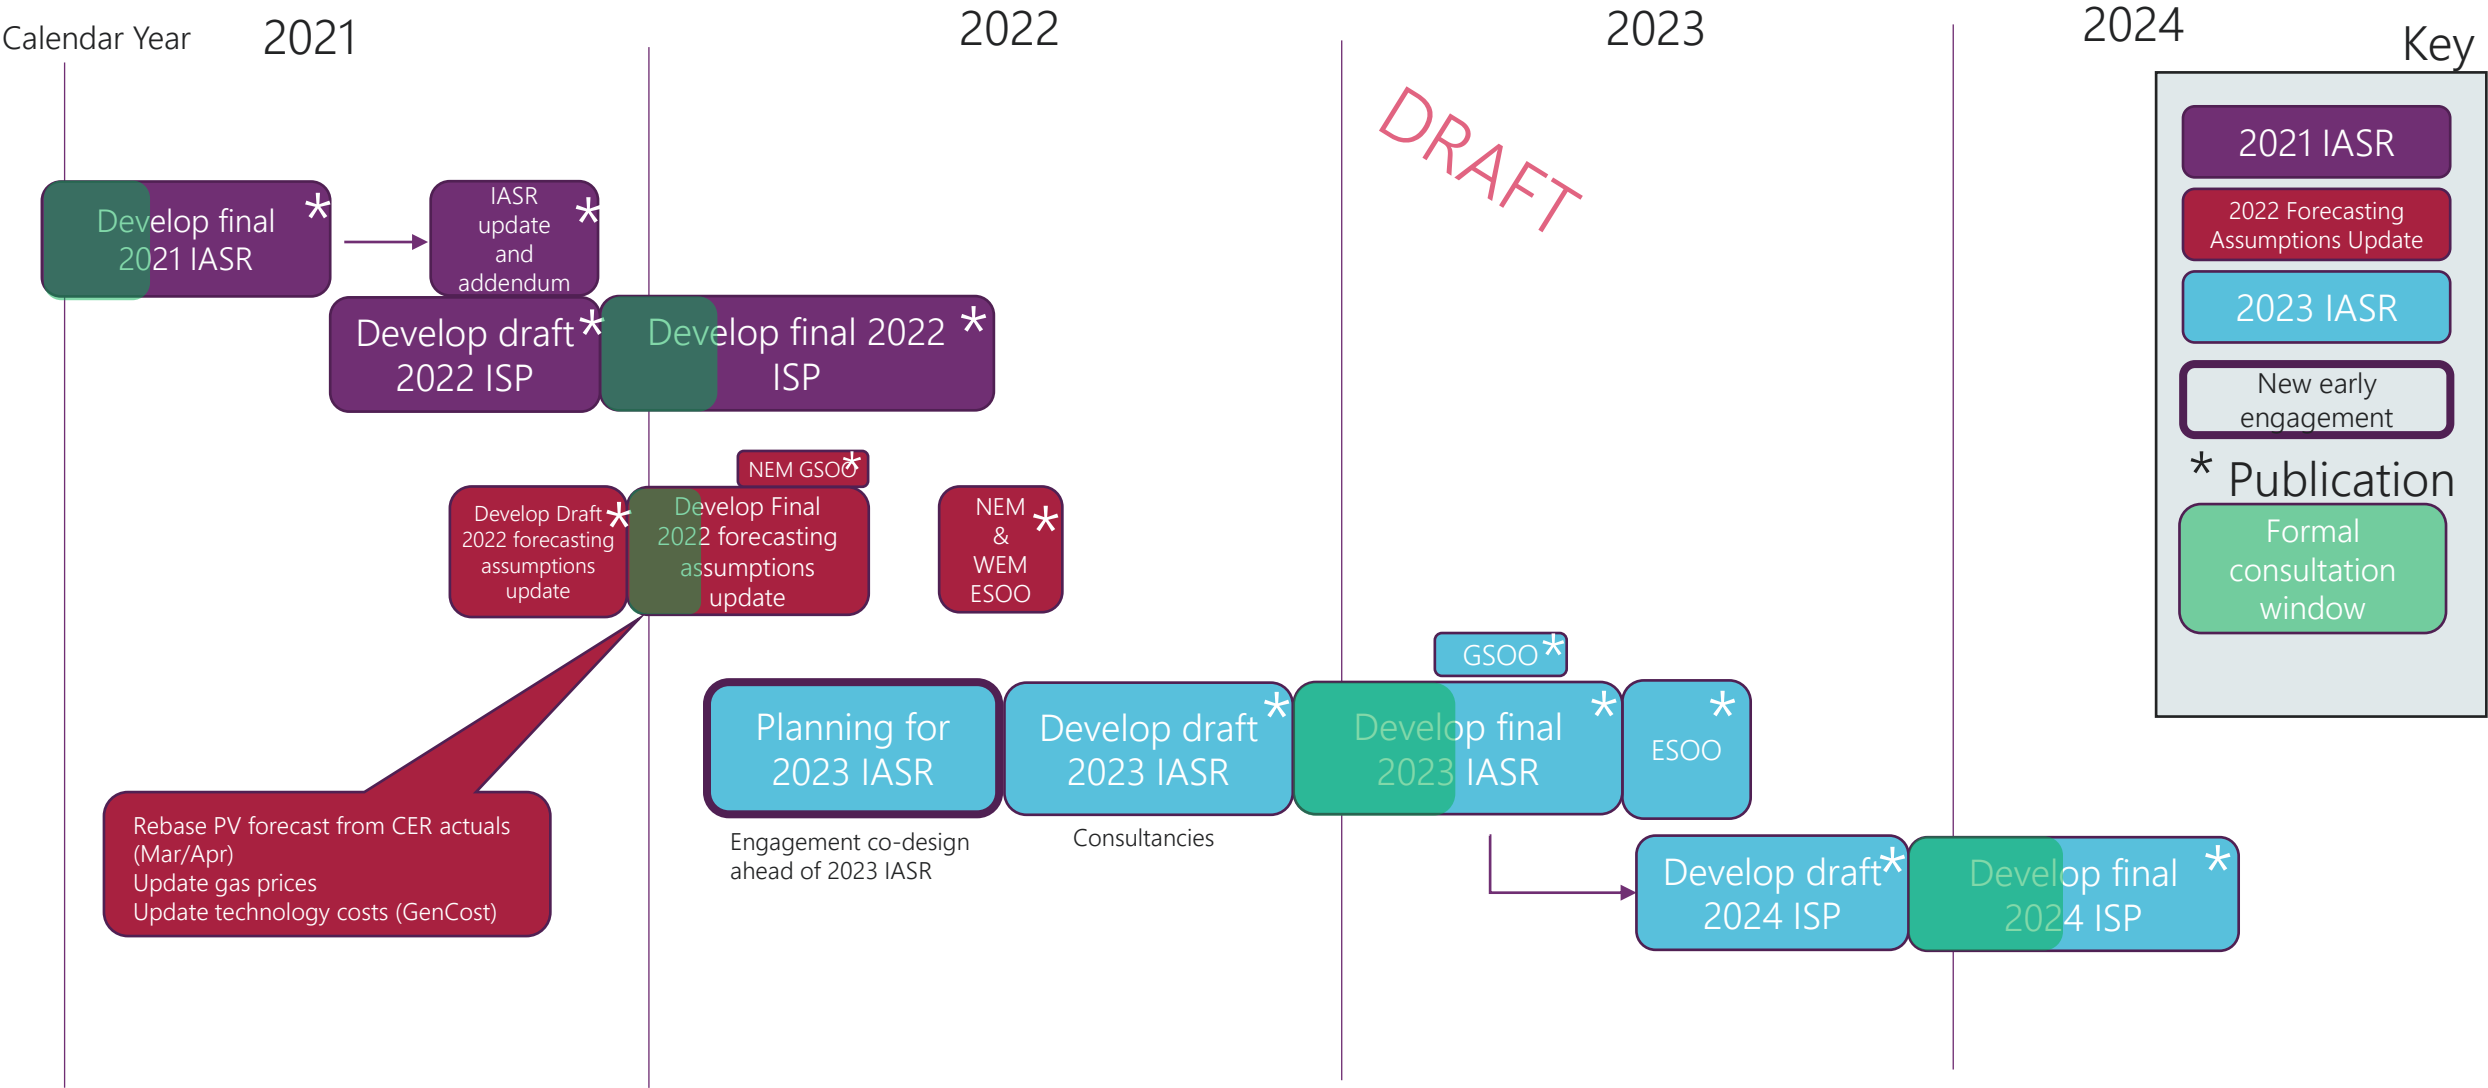 Calendar Year
2021
2022
2023
2024
Key
DRAFT
2021 IASR
2022 Forecasting
Assumptions Update
2023 IASR
New early
engagement
* Publication
Formal
consultation
window
Develop final
2021 IASR
*
IASR
update
and
addendum
*
Develop draft
2022 ISP
*
Develop final 2022
ISP
*
NEM GSOO
*
Develop Draft
2022 forecasting
assumptions
update
*
Develop Final
2022 forecasting
assumptions
update
NEM
&
WEM
ESOO
*
GSOO
*
Planning for
2023 IASR
Develop draft
2023 IASR
*
Develop final
2023 IASR
*
ESOO
*
Engagement co-design
ahead of 2023 IASR
Consultancies
Rebase PV forecast from CER actuals
(Mar/Apr)
Update gas prices
Update technology costs (GenCost)
Develop draft
2024 ISP
*
Develop final
2024 ISP
*